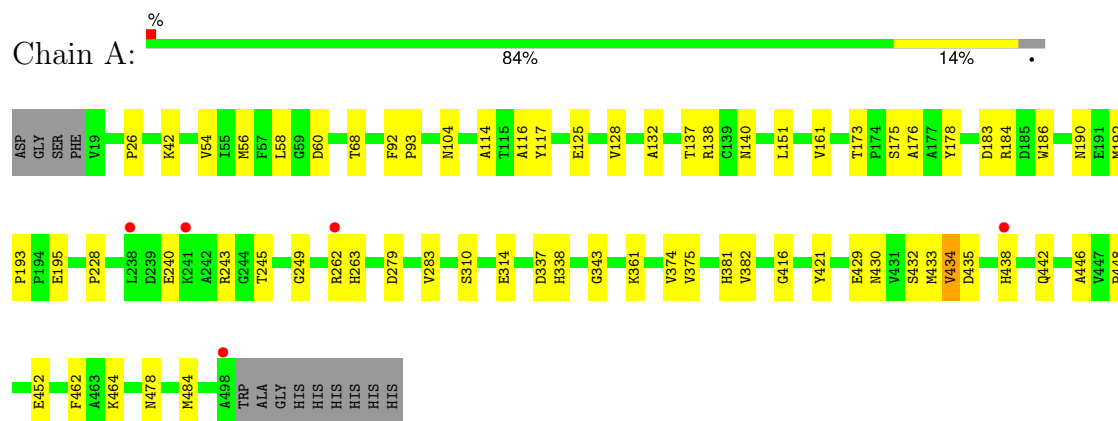 %
Chain A:
84% 14% •
ASP GLY SER PHE V19 P26 K42 V54 I55 M56 F57 L58 G59 D60 T68 F92 P93 N104 A114 T115 A116 Y117 E125 V128 A132 T137 R138 C139 N140 L151 V161 T173 P174 S175 A176 A177 Y178 D183 R184 D185 W186 N190 E191 M192
P193 P194 E195 P228 L238 D239 E240 K241 A242 R243 G244 T245 G249 R262 H263 D279 V283 S310 E314 D337 H338 G343 K361 V374 V375 H381 V382 G416 Y421 E429 N430 V431 S432 M433 V434 D435 H438 Q442 A446 V447 P448
E452 F462 A463 K464 N478 M484 A498 TRP ALA GLY HIS HIS HIS HIS HIS HIS